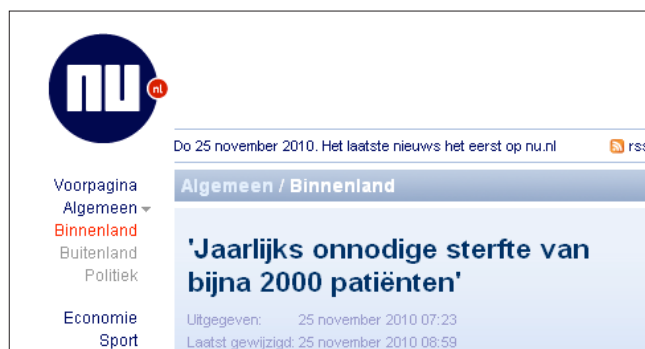 nu
nl
Do 25 november 2010. Het laatste nieuws het eerst op nu.nl
rss
Voorpagina
Algemeen
Binnenland
Buitenland
Politiek
Economie
Sport
Algemeen / Binnenland
'Jaarlijks onnodige sterfte van
bijna 2000 patiënten'
Uitgegeven: 25 november 2010 07:23
Laatst gewijzigd: 25 november 2010 08:59